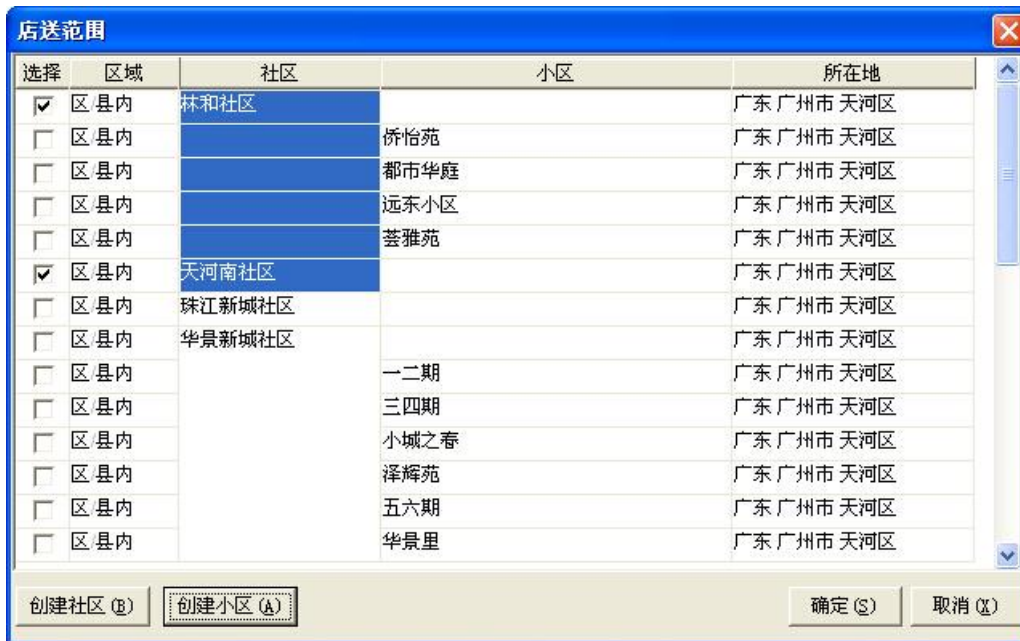 店送范围
选择 区域 社区 小区 所在地
区/县内 林和社区 广东 广州市 天河区
区/县内 侨怡苑 广东 广州市 天河区
区/县内 都市华庭 广东 广州市 天河区
区/县内 远东小区 广东 广州市 天河区
区/县内 荟雅苑 广东 广州市 天河区
区/县内 天河南社区 广东 广州市 天河区
区/县内 珠江新城社区 广东 广州市 天河区
区/县内 华景新城社区 广东 广州市 天河区
区/县内 一二期 广东 广州市 天河区
区/县内 三四期 广东 广州市 天河区
区/县内 小城之春 广东 广州市 天河区
区/县内 泽辉苑 广东 广州市 天河区
区/县内 五六期 广东 广州市 天河区
区/县内 华景里 广东 广州市 天河区
创建社区(B) 创建小区(A) 确定(S) 取消(X)